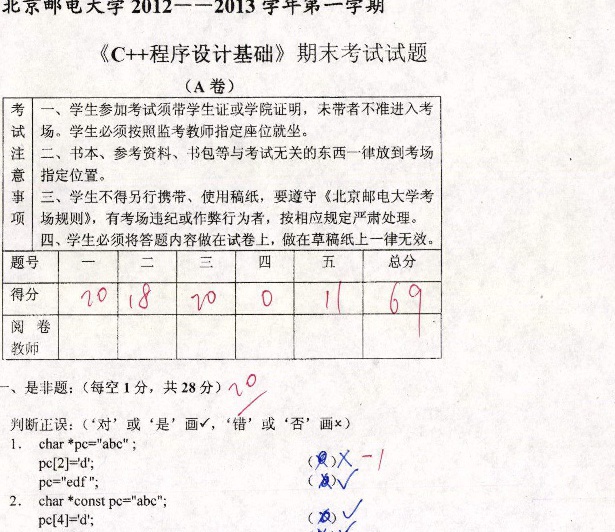 北京邮电大学2012——2013学年第一学期
《C++程序设计基础》期末考试试题
（A卷）
考试注意事项
一、学生参加考试须带学生证或学院证明，未带者不准进入考
场。学生必须按照监考教师指定座位就坐。
二、书本、参考资料、书包等与考试无关的东西一律放到考场
指定位置。
三、学生不得另行携带、使用稿纸，要遵守《北京邮电大学考
场规则》，有考场违纪或作弊行为者，按相应规定严肃处理。
四、学生必须将答题内容做在试卷上，做在草稿纸上一律无效。
题号 一 二 三 四 五 总分
得分 20 18 20 0 11 69
阅卷
教师
一、是非题：（每空1分，共28分） 20
判断正误：（‘对’或‘是’画✓，‘错’或‘否’画×）
1. char *pc="abc" ;
pc[2]='d'; ( ) ✗ -1
pc="edf "; ( ) ✓
2. char *const pc="abc";
pc[4]='d'; ( ) ✓